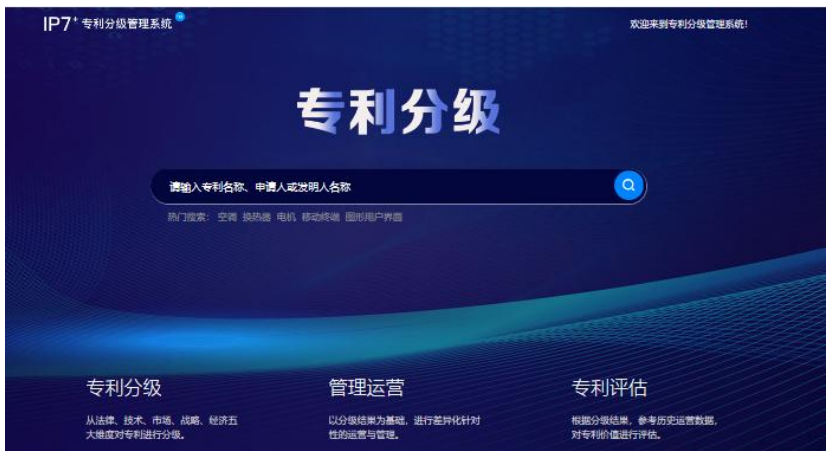 IP7+ 专利分级管理系统
欢迎来到专利分级管理系统!
专利分级
请输入专利名称、申请人或发明人名称
热门搜索: 空调 换热器 电机 移动终端 图形用户界面
专利分级
从法律、技术、市场、战略、经济五
大维度对专利进行分级。
管理运营
以分级结果为基础,进行差异化针对
性的运营与管理。
专利评估
根据分级结果,参考历史运营数据,
对专利价值进行评估。